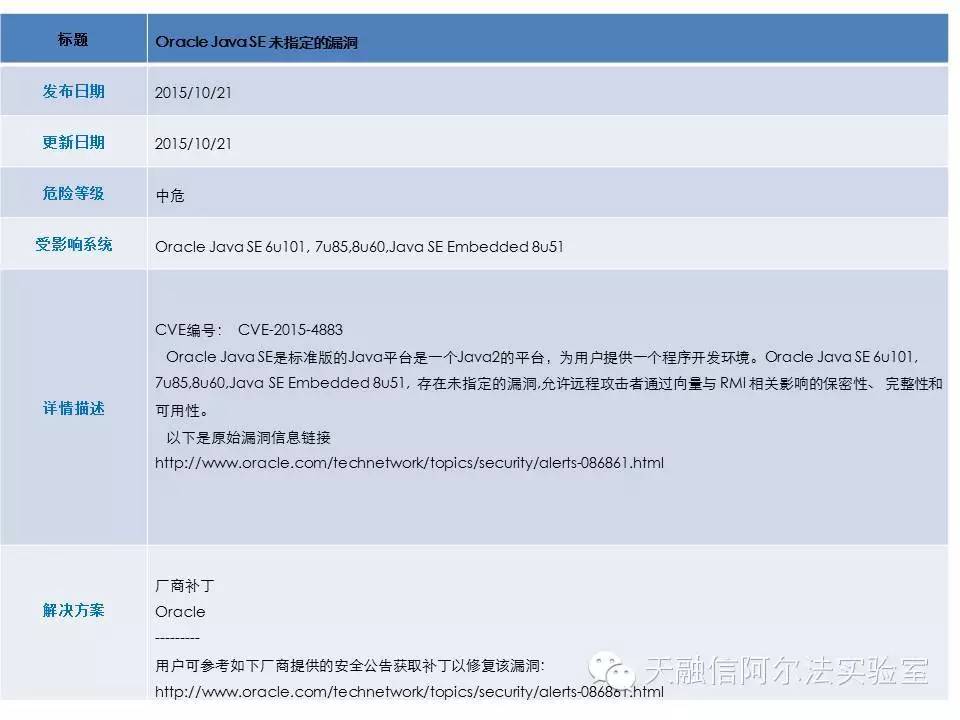 标题
Oracle Java SE 未指定的漏洞
发布日期
2015/10/21
更新日期
2015/10/21
危险等级
中危
受影响系统
Oracle Java SE 6u101, 7u85,8u60,Java SE Embedded 8u51
详情描述
CVE编号： CVE-2015-4883
Oracle Java SE是标准版的Java平台是一个Java2的平台，为用户提供一个程序开发环境。Oracle Java SE 6u101,
7u85,8u60,Java SE Embedded 8u51, 存在未指定的漏洞,允许远程攻击者通过向量与 RMI 相关影响的保密性、 完整性和
可用性。
以下是原始漏洞信息链接
http://www.oracle.com/technetwork/topics/security/alerts-086861.html
解决方案
厂商补丁
Oracle
---------
用户可参考如下厂商提供的安全公告获取补丁以修复该漏洞：
http://www.oracle.com/technetwork/topics/security/alerts-086861.html
天融信阿尔法实验室